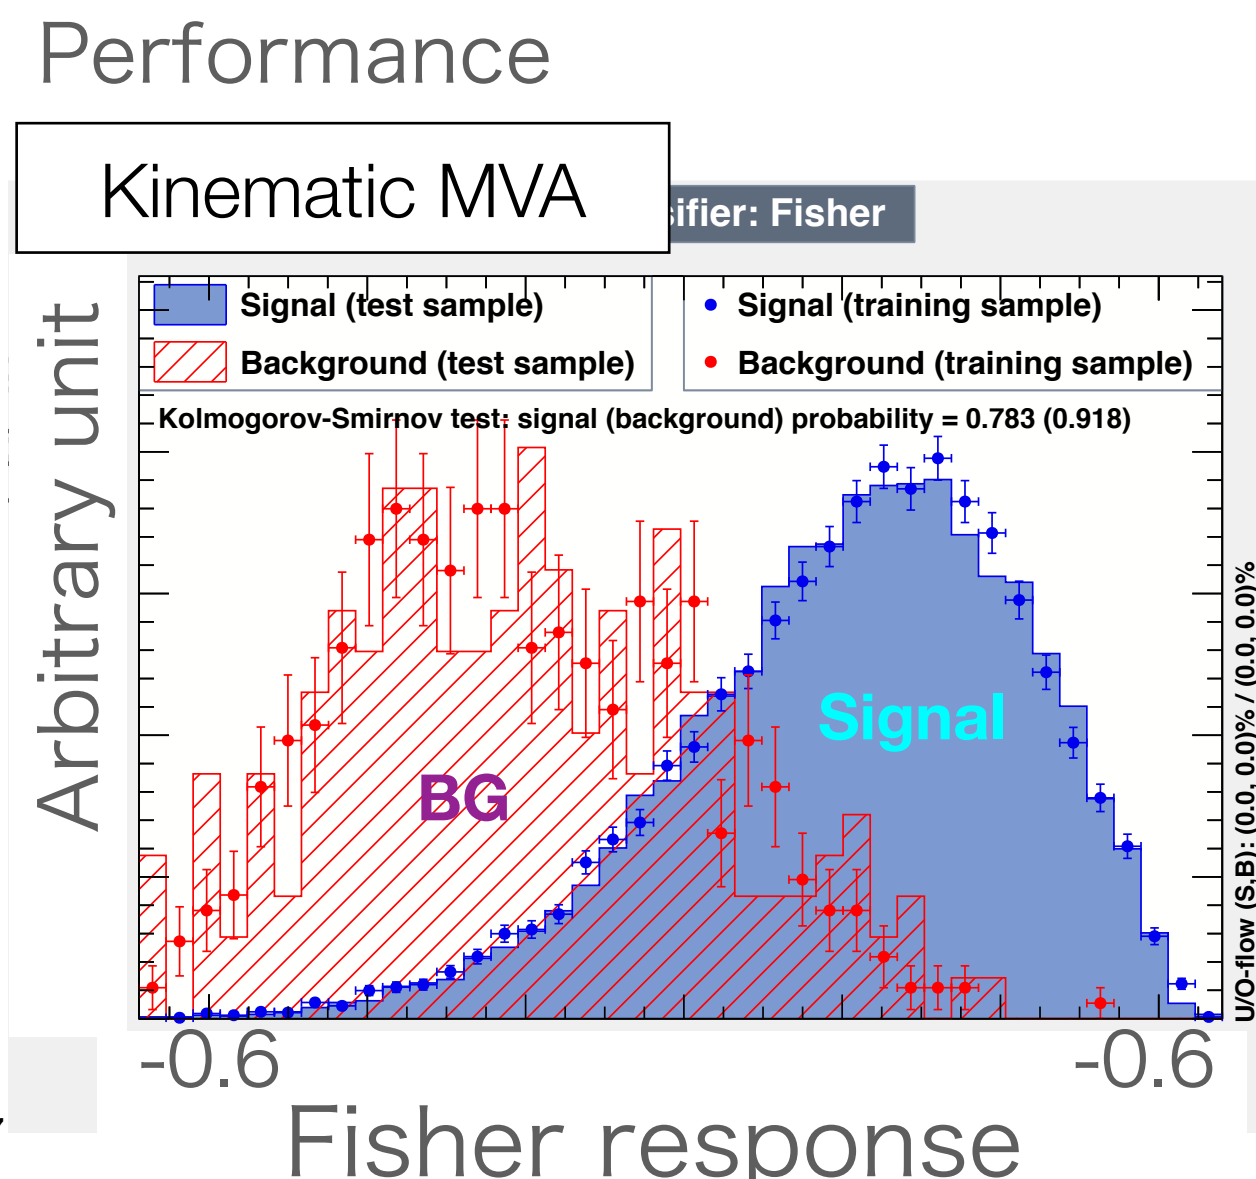 Performance
Kinematic MVA
sifier: Fisher
Signal (test sample)
Background (test sample)
Signal (training sample)
Background (training sample)
Kolmogorov-Smirnov test: signal (background) probability = 0.783 (0.918)
Arbitrary unit
BG
Signal
U/O-flow (S,B): (0.0, 0.0)% / (0.0, 0.0)%
-0.6
-0.6
Fisher response